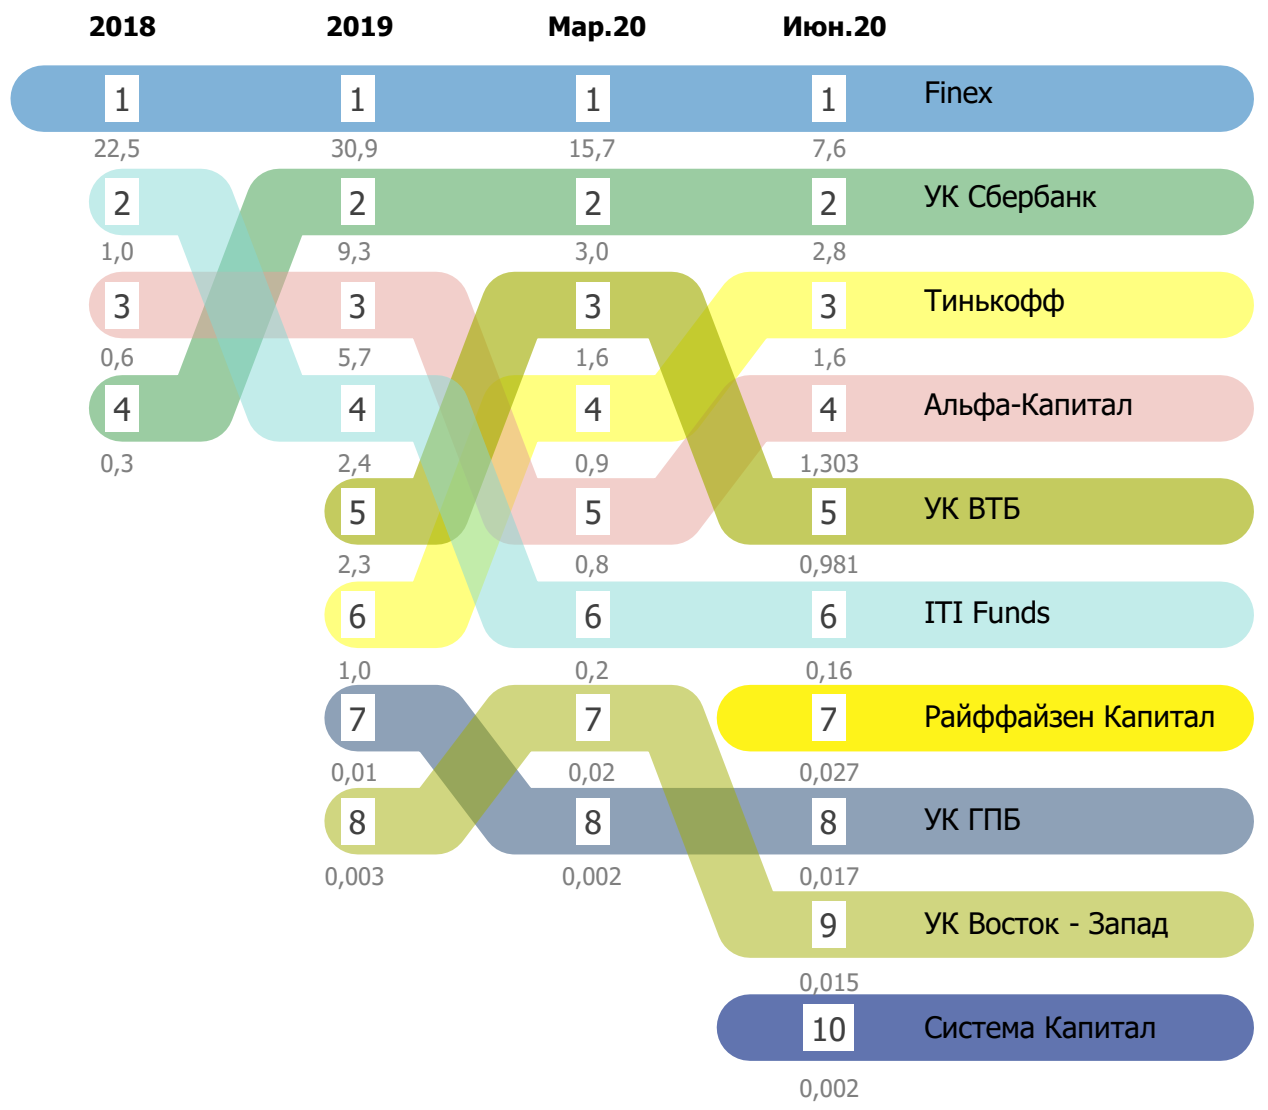 2018 2019 Мар.20 Июн.20
1 1 1 1 Finex
22,5 30,9 15,7 7,6
2 2 2 2 УК Сбербанк
1,0 9,3 3,0 2,8
3 3 3 3 Тинькофф
0,6 5,7 1,6 1,6
4 4 4 4 Альфа-Капитал
0,3 2,4 0,9 1,303
5 5 5 УК ВТБ
2,3 0,8 0,981
6 6 6 ITI Funds
1,0 0,2 0,16
7 7 7 Райффайзен Капитал
0,01 0,02 0,027
8 8 8 УК ГПБ
0,003 0,002 0,017
9 УК Восток - Запад
0,015
10 Система Капитал
0,002